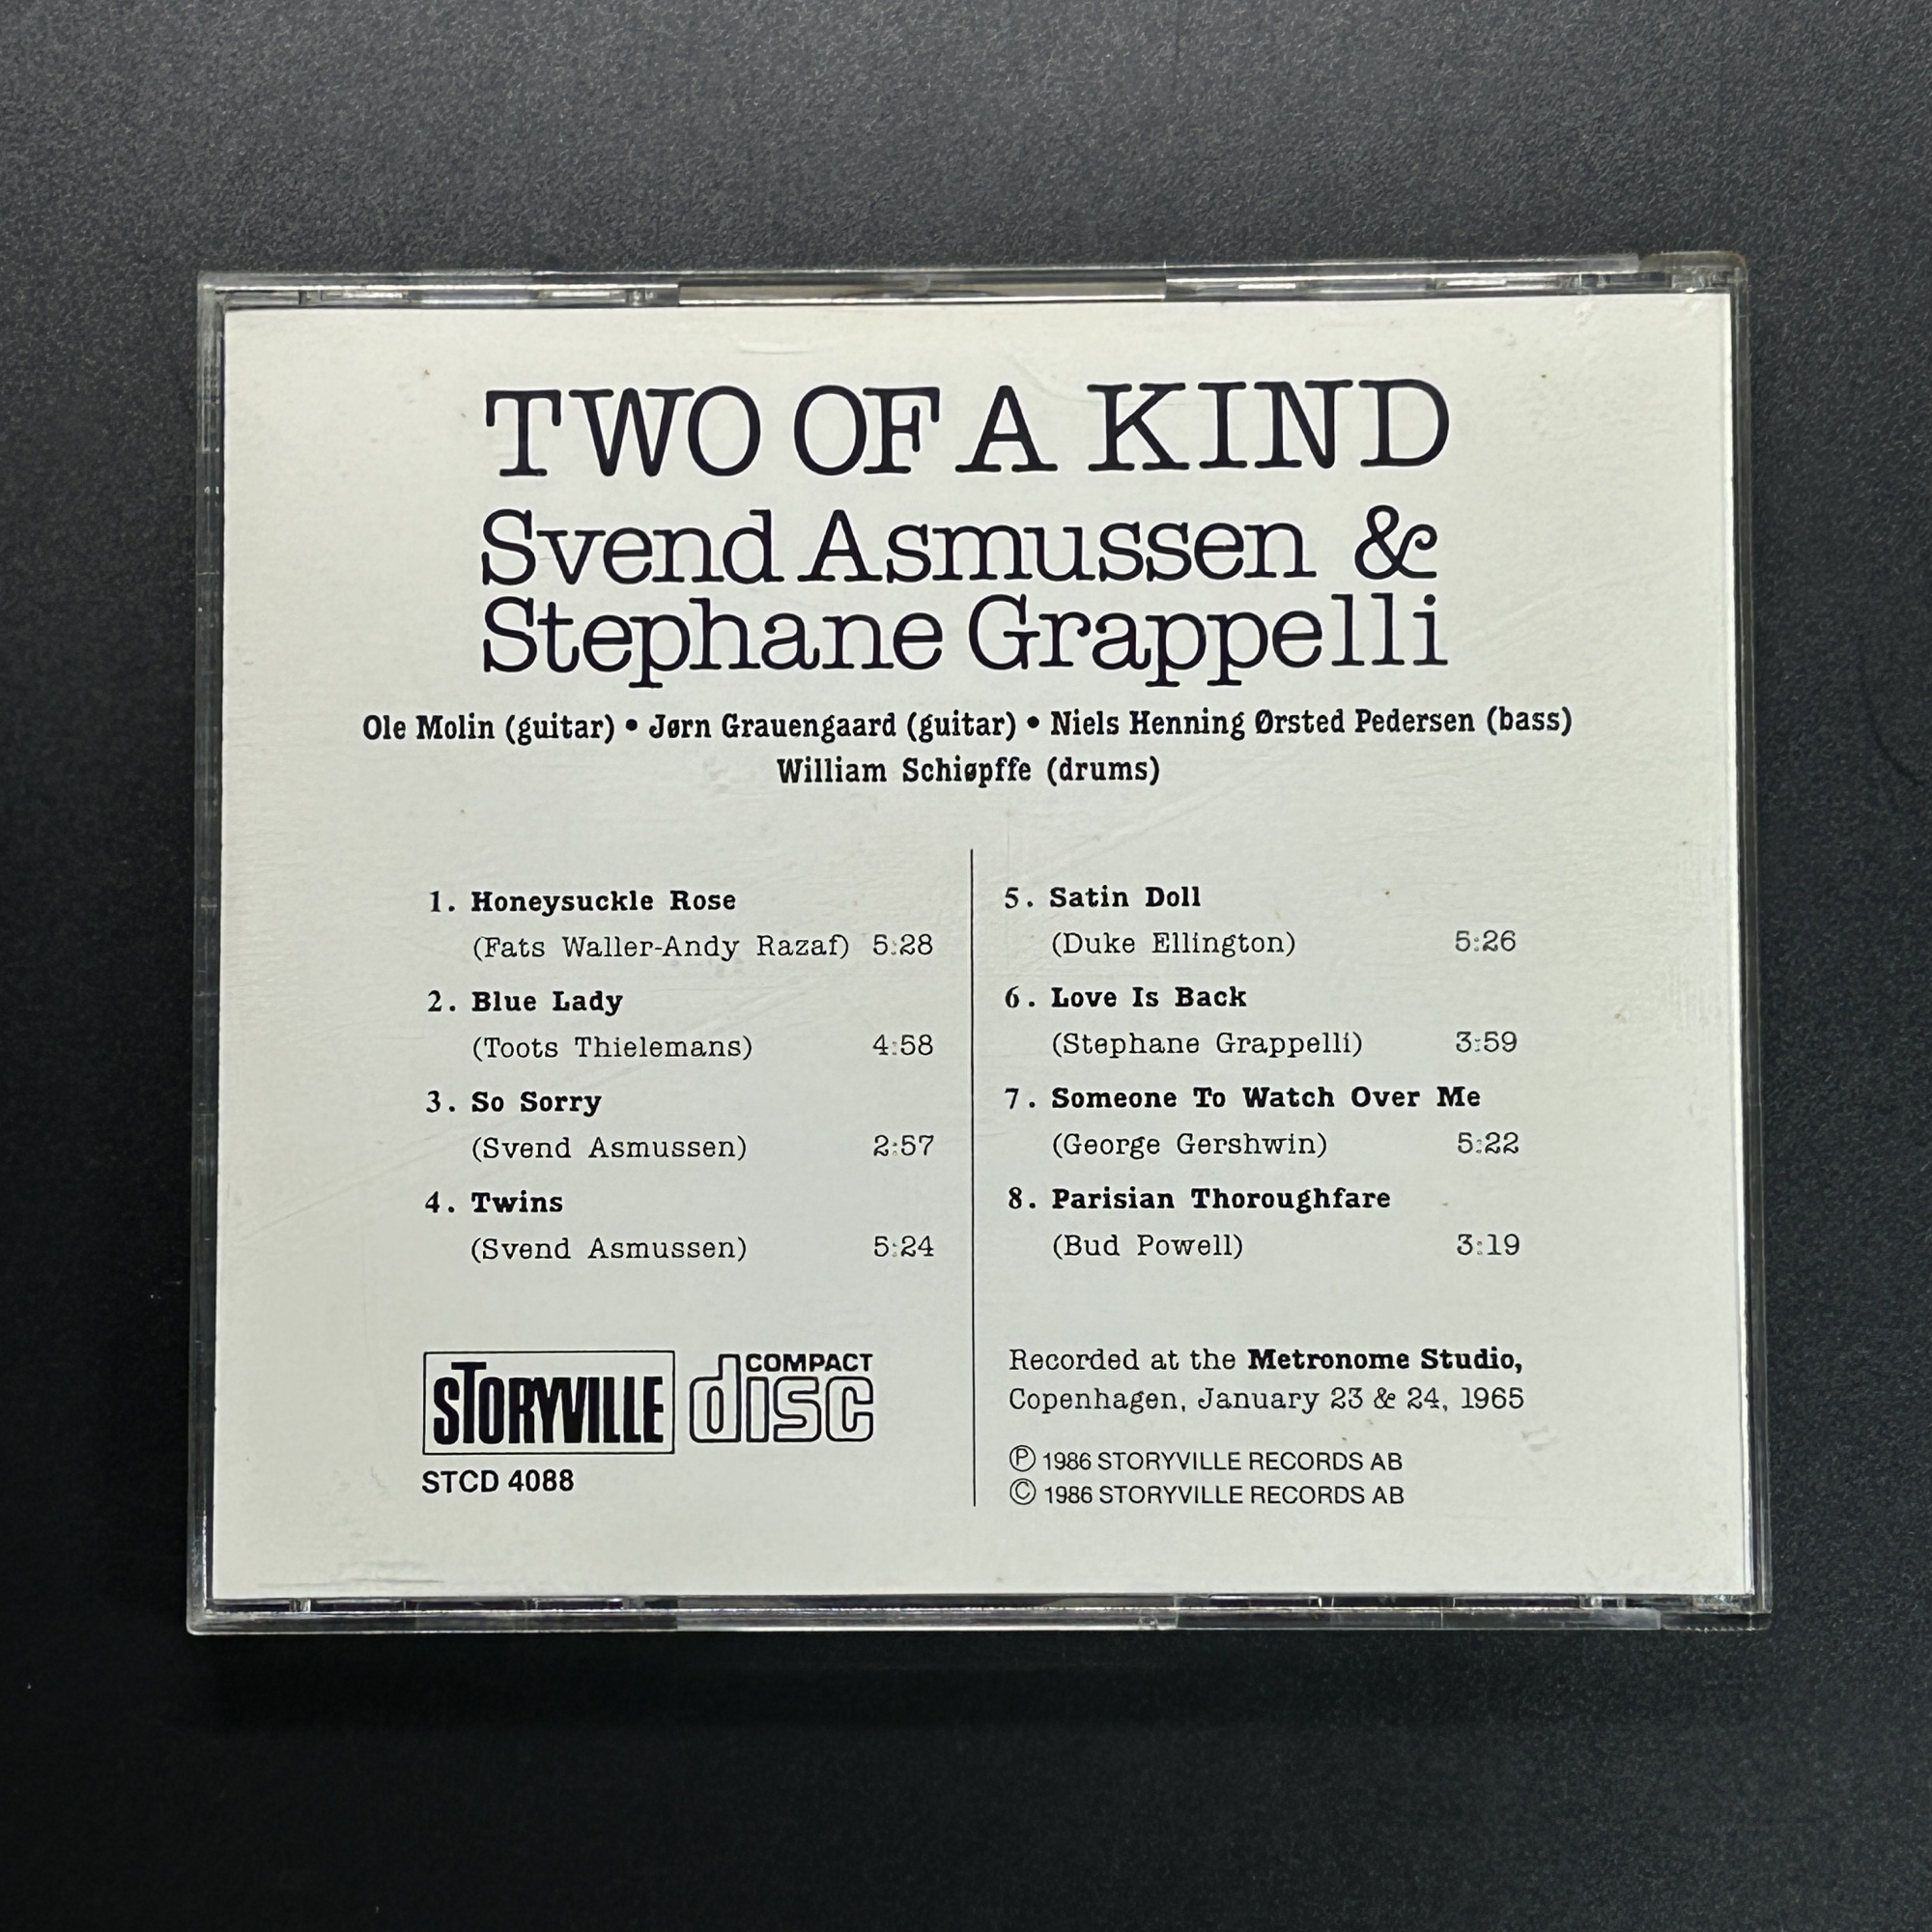 TWO OF A KIND
Svend Asmussen &
Stephane Grappelli
Ole Molin (guitar) • Jørn Grauengaard (guitar) • Niels Henning Ørsted Pedersen (bass)
William Schiøpffe (drums)
1. Honeysuckle Rose
(Fats Waller-Andy Razaf) 5:28
2. Blue Lady
(Toots Thielemans) 4:58
3. So Sorry
(Svend Asmussen) 2:57
4. Twins
(Svend Asmussen) 5:24
STORYVILLE
COMPACT
disc
STCD 4088
5. Satin Doll
(Duke Ellington) 5:26
6. Love Is Back
(Stephane Grappelli) 3:59
7. Someone To Watch Over Me
(George Gershwin) 5:22
8. Parisian Thoroughfare
(Bud Powell) 3:19
Recorded at the Metronome Studio,
Copenhagen, January 23 & 24, 1965
℗ 1986 STORYVILLE RECORDS AB
© 1986 STORYVILLE RECORDS AB